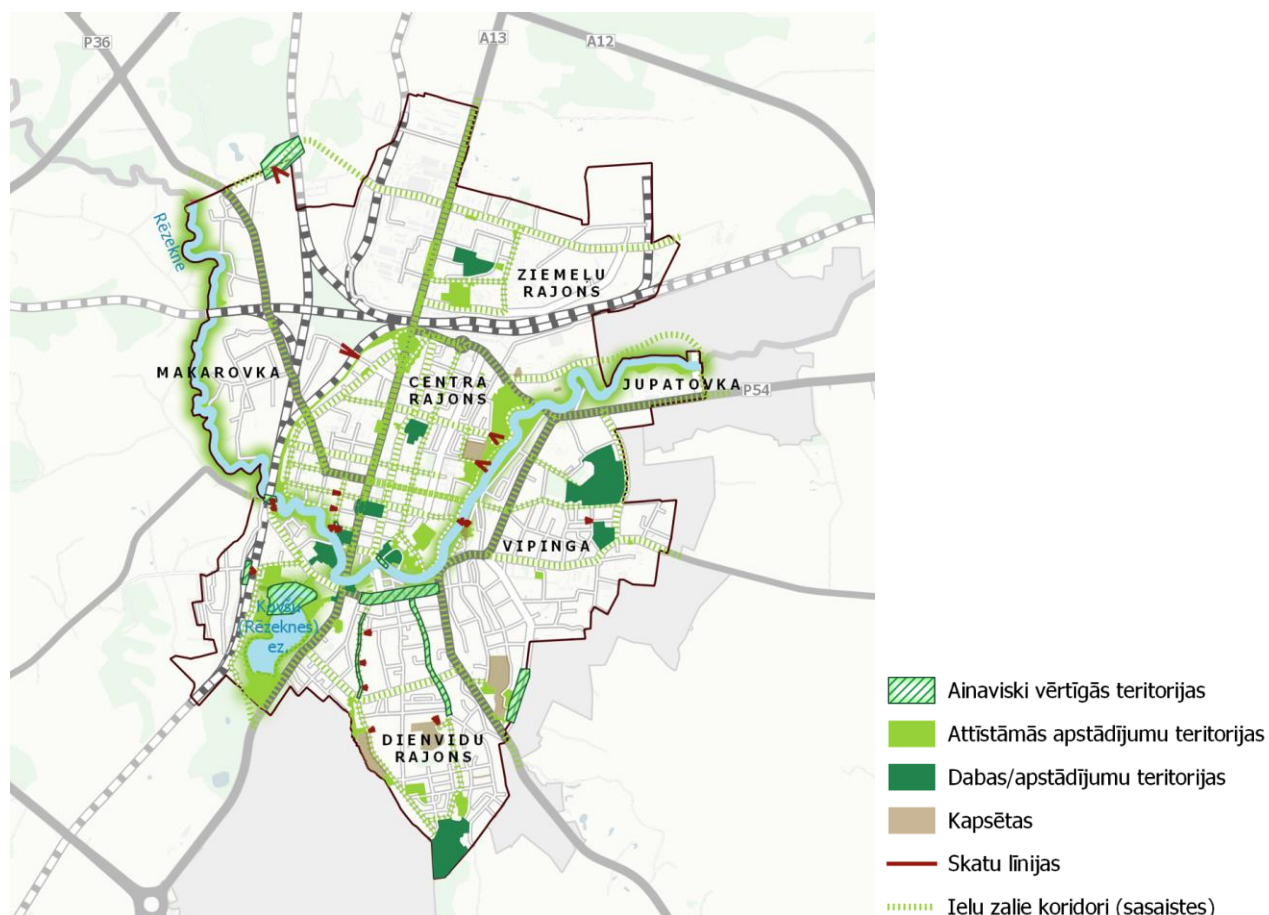 P36
A13
A12
Rēzekne
ZIEMEĻU
RAJONS
MAKAROVKA
CENTRA
RAJONS
JUPATOVKA
P54
VIPINGA
Kovšu
(Rēzeknes)
ez.
DIENVIDU
RAJONS
Ainaviski vērtīgās teritorijas
Attīstāmās apstādījumu teritorijas
Dabas/apstādījumu teritorijas
Kapsētas
Skatu līnijas
Ielu zaļie koridori (sasaistes)